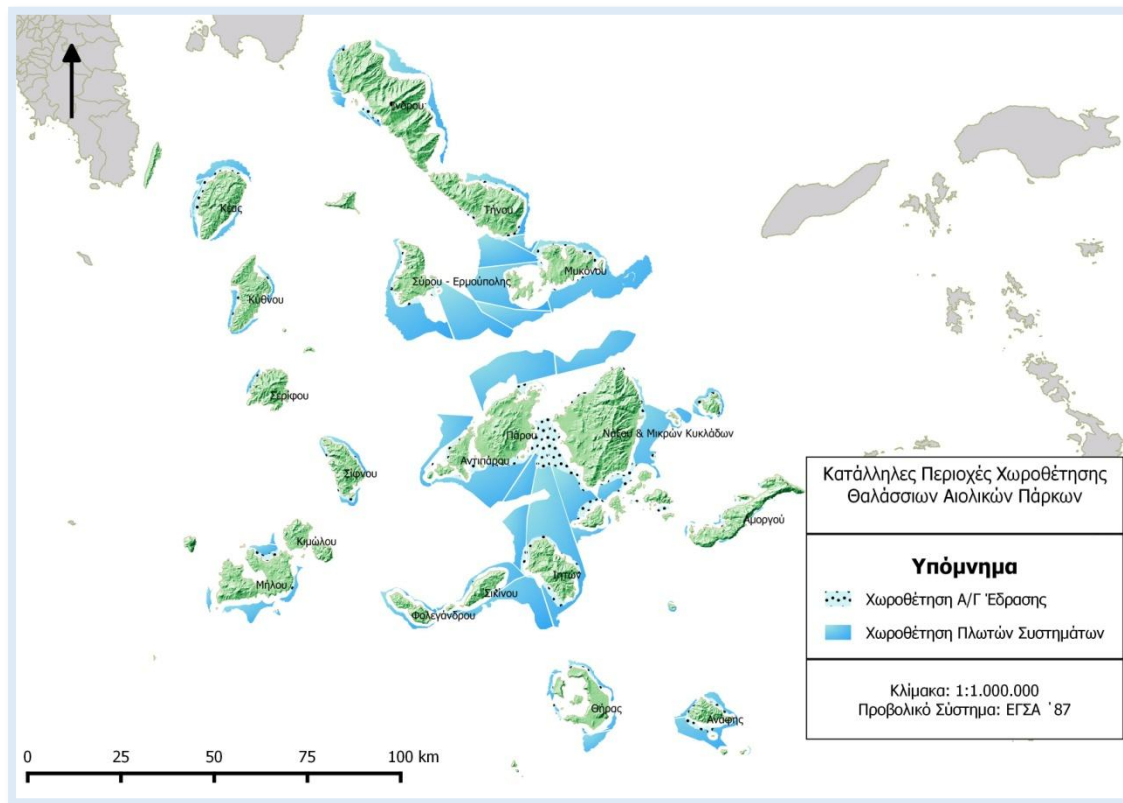 Άνδρου
Κέας
Τήνου
Σύρου - Ερμούπολης
Μυκόνου
Κύθνου
Σερίφου
Πάρου
Νάξου & Μικρών Κυκλάδων
Αντιπάρου
Σίφνου
Αμοργού
Κιμώλου
Μήλου
Ιητών
Σικίνου
Φολεγάνδρου
Θήρας
Ανάφης
Κατάλληλες Περιοχές Χωροθέτησης
Θαλάσσιων Αιολικών Πάρκων
Υπόμνημα
Χωροθέτηση Α/Γ Έδρασης
Χωροθέτηση Πλωτών Συστημάτων
Κλίμακα: 1:1.000.000
Προβολικό Σύστημα: ΕΓΣΑ '87
0 25 50 75 100 km